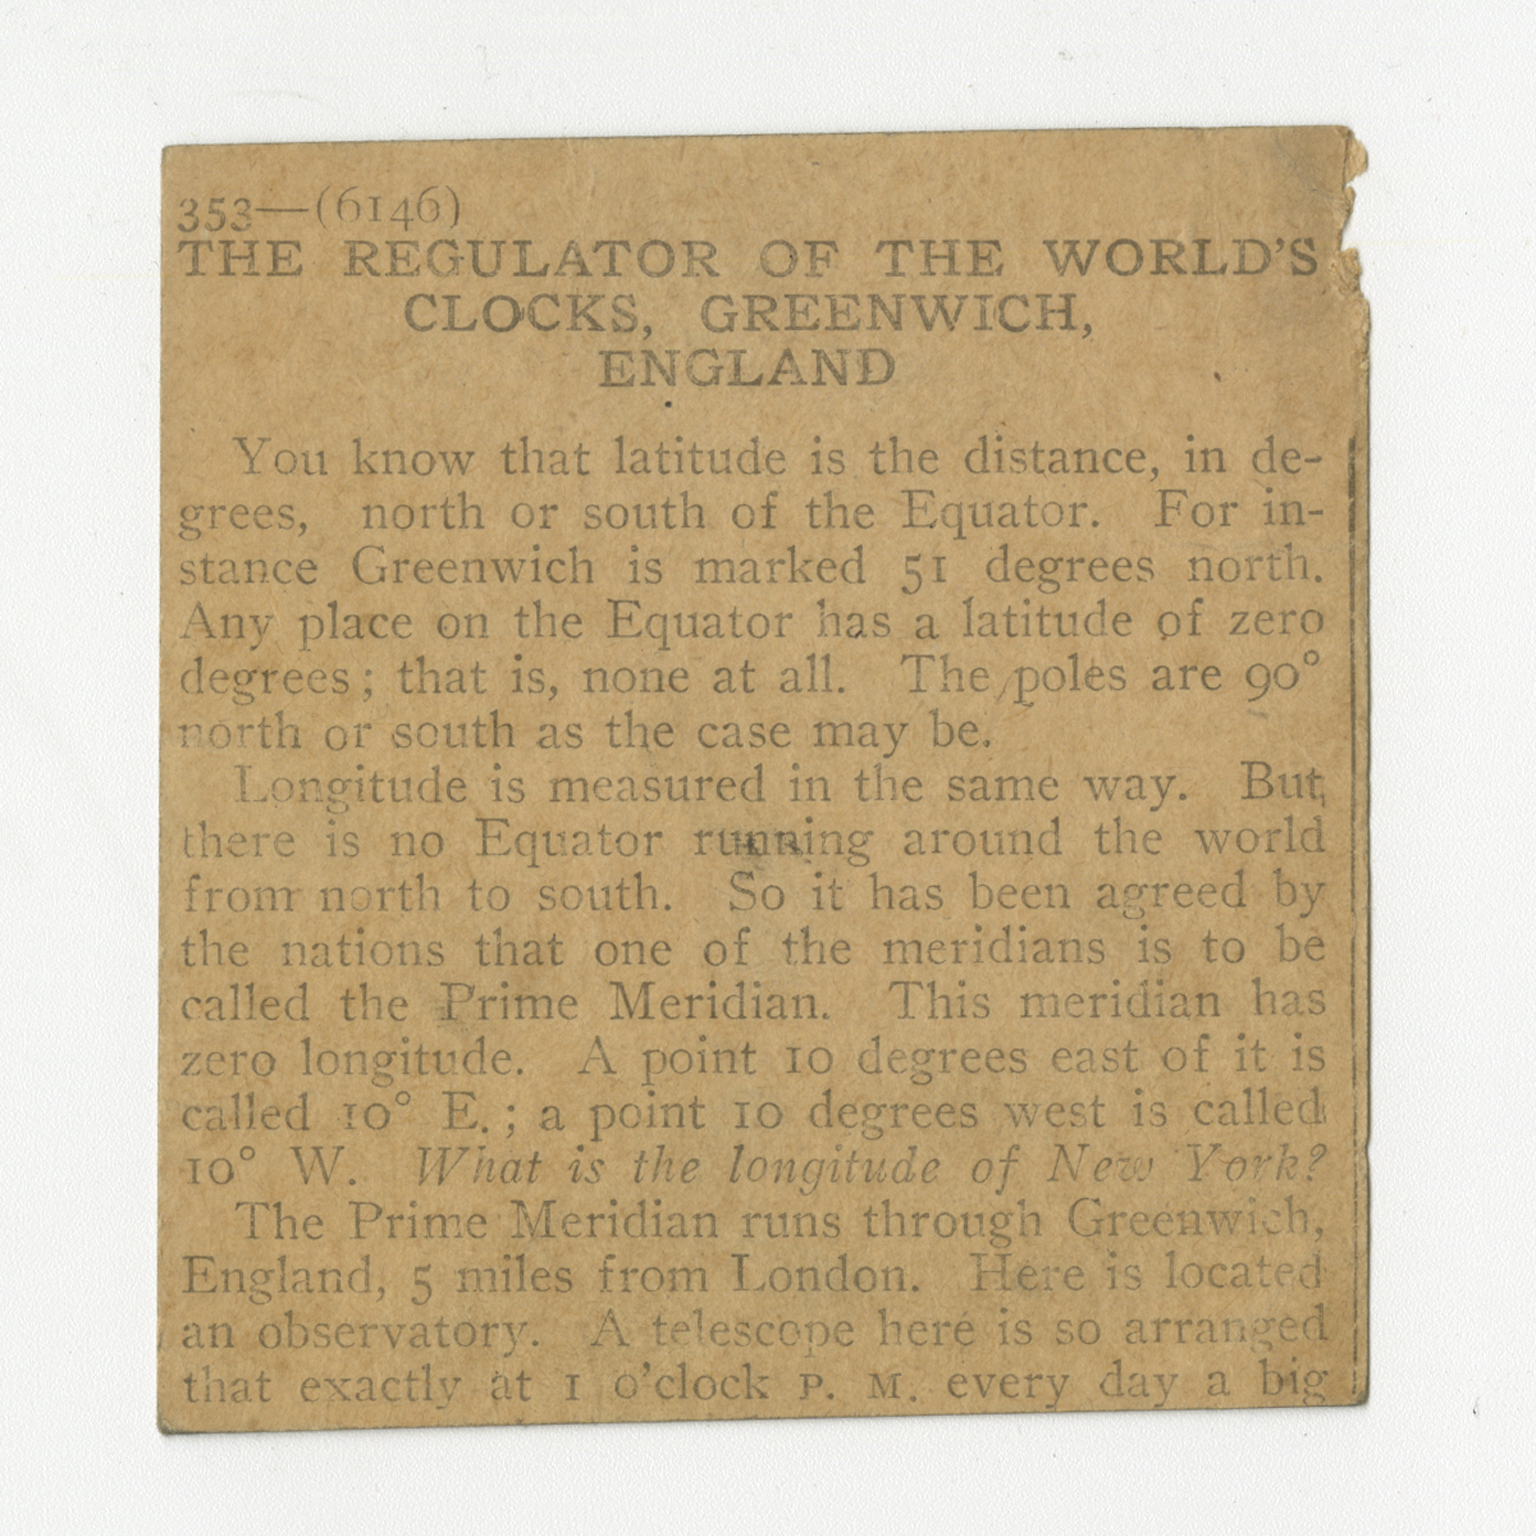 353—(6146)
THE REGULATOR OF THE WORLD'S
CLOCKS, GREENWICH,
ENGLAND
You know that latitude is the distance, in de-
grees, north or south of the Equator. For in-
stance Greenwich is marked 51 degrees north.
Any place on the Equator has a latitude of zero
degrees; that is, none at all. The poles are 90°
north or south as the case may be.
Longitude is measured in the same way. But
there is no Equator running around the world
from north to south. So it has been agreed by
the nations that one of the meridians is to be
called the Prime Meridian. This meridian has
zero longitude. A point 10 degrees east of it is
called 10° E.; a point 10 degrees west is called
10° W. What is the longitude of New York?
The Prime Meridian runs through Greenwich,
England, 5 miles from London. Here is located
an observatory. A telescope here is so arranged
that exactly at 1 o'clock P. M. every day a big